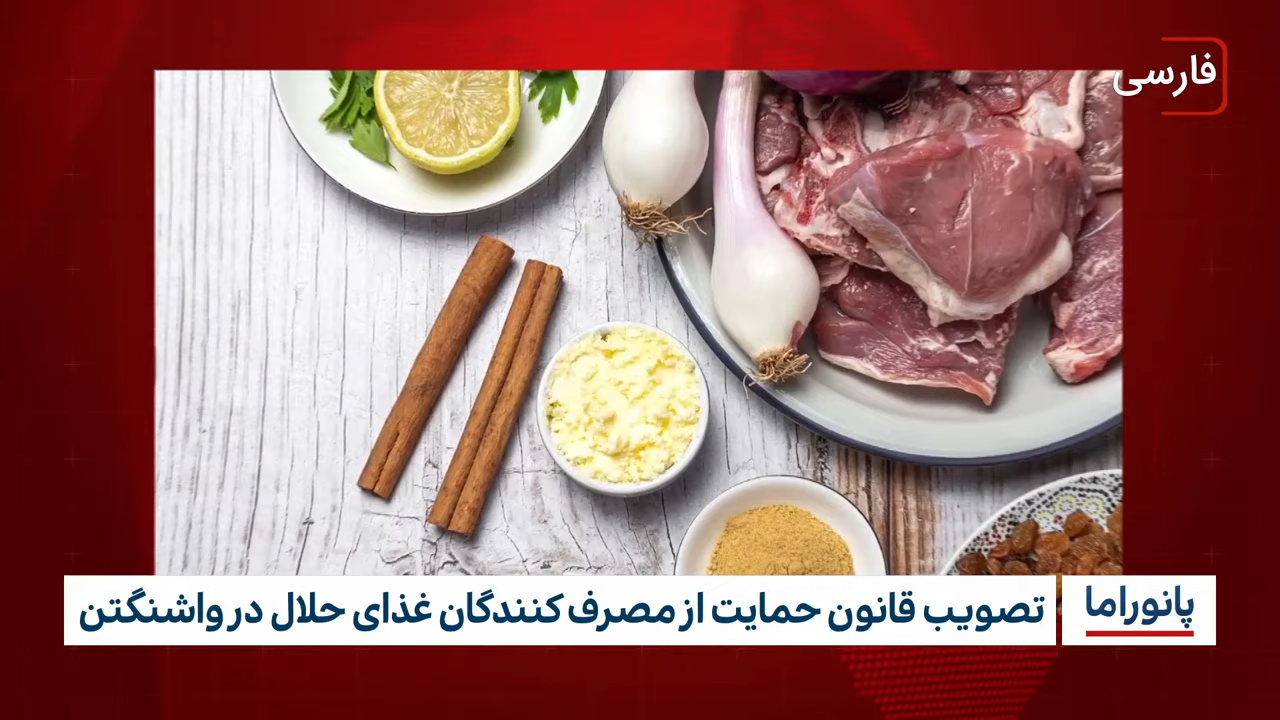 فارسی
پانوراما
تصویب قانون حمایت از مصرف کنندگان غذای حلال در واشنگتن